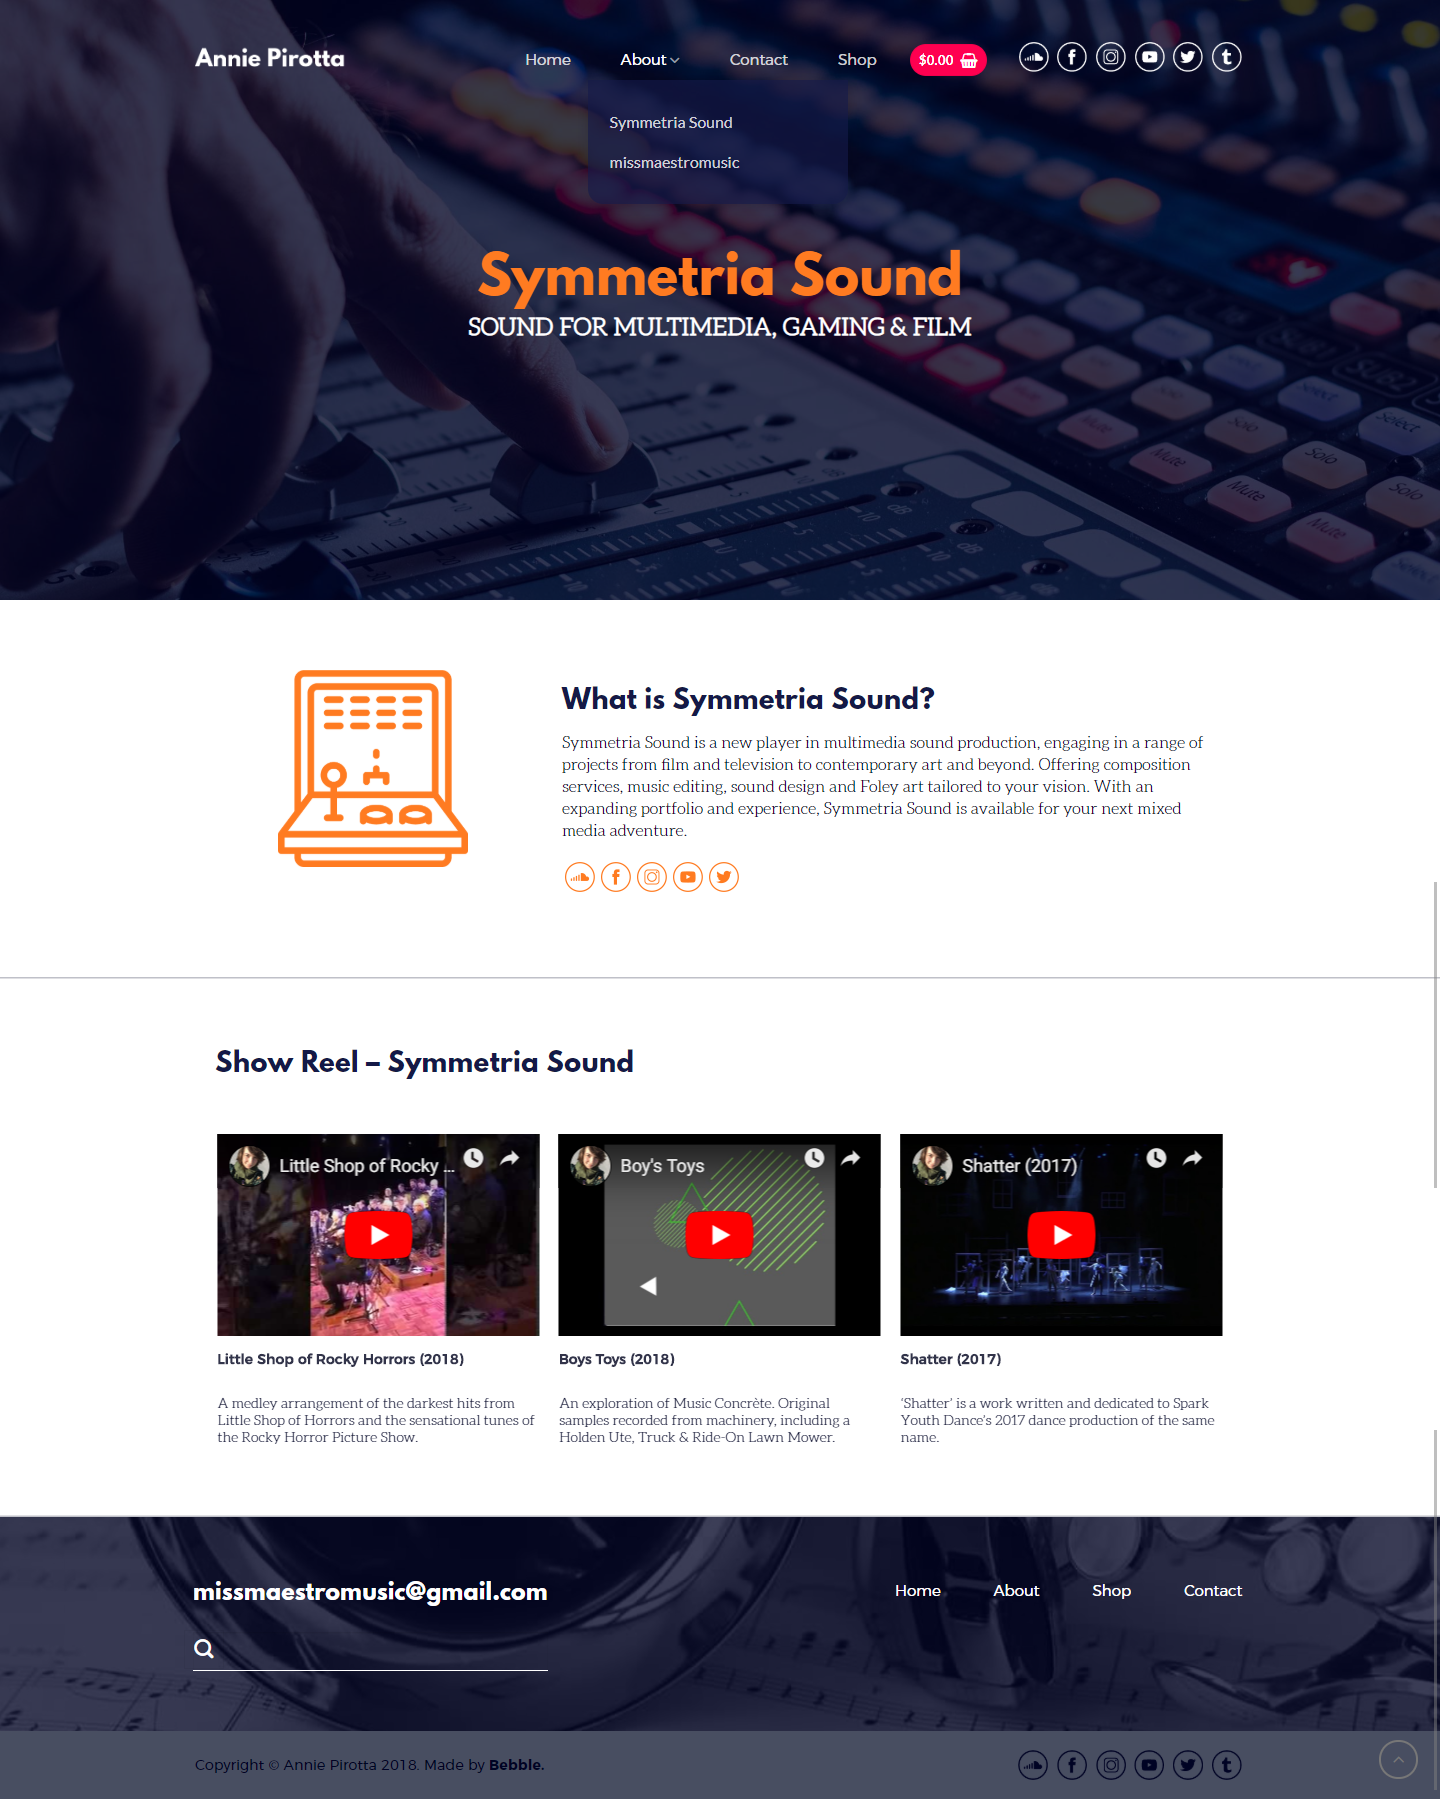 Annie Pirotta
Home
About
Contact
Shop
$0.00
Symmetria Sound
missmaestromusic
Symmetria Sound
SOUND FOR MULTIMEDIA, GAMING & FILM
SUB2
Select
Solo
Solo
Mute
Mute
Mute
What is Symmetria Sound?
Symmetria Sound is a new player in multimedia sound production, engaging in a range of
projects from film and television to contemporary art and beyond. Offering composition
services, music editing, sound design and Foley art tailored to your vision. With an
expanding portfolio and experience, Symmetria Sound is available for your next mixed
media adventure.
Show Reel – Symmetria Sound
Little Shop of Rocky ...
Boy's Toys
Shatter (2017)
Little Shop of Rocky Horrors (2018)
A medley arrangement of the darkest hits from
Little Shop of Horrors and the sensational tunes of
the Rocky Horror Picture Show.
Boys Toys (2018)
An exploration of Music Concrète. Original
samples recorded from machinery, including a
Holden Ute, Truck & Ride-On Lawn Mower.
Shatter (2017)
‘Shatter’ is a work written and dedicated to Spark
Youth Dance’s 2017 dance production of the same
name.
missmaestromusic@gmail.com
Home
About
Shop
Contact
Copyright © Annie Pirotta 2018. Made by Bebble.